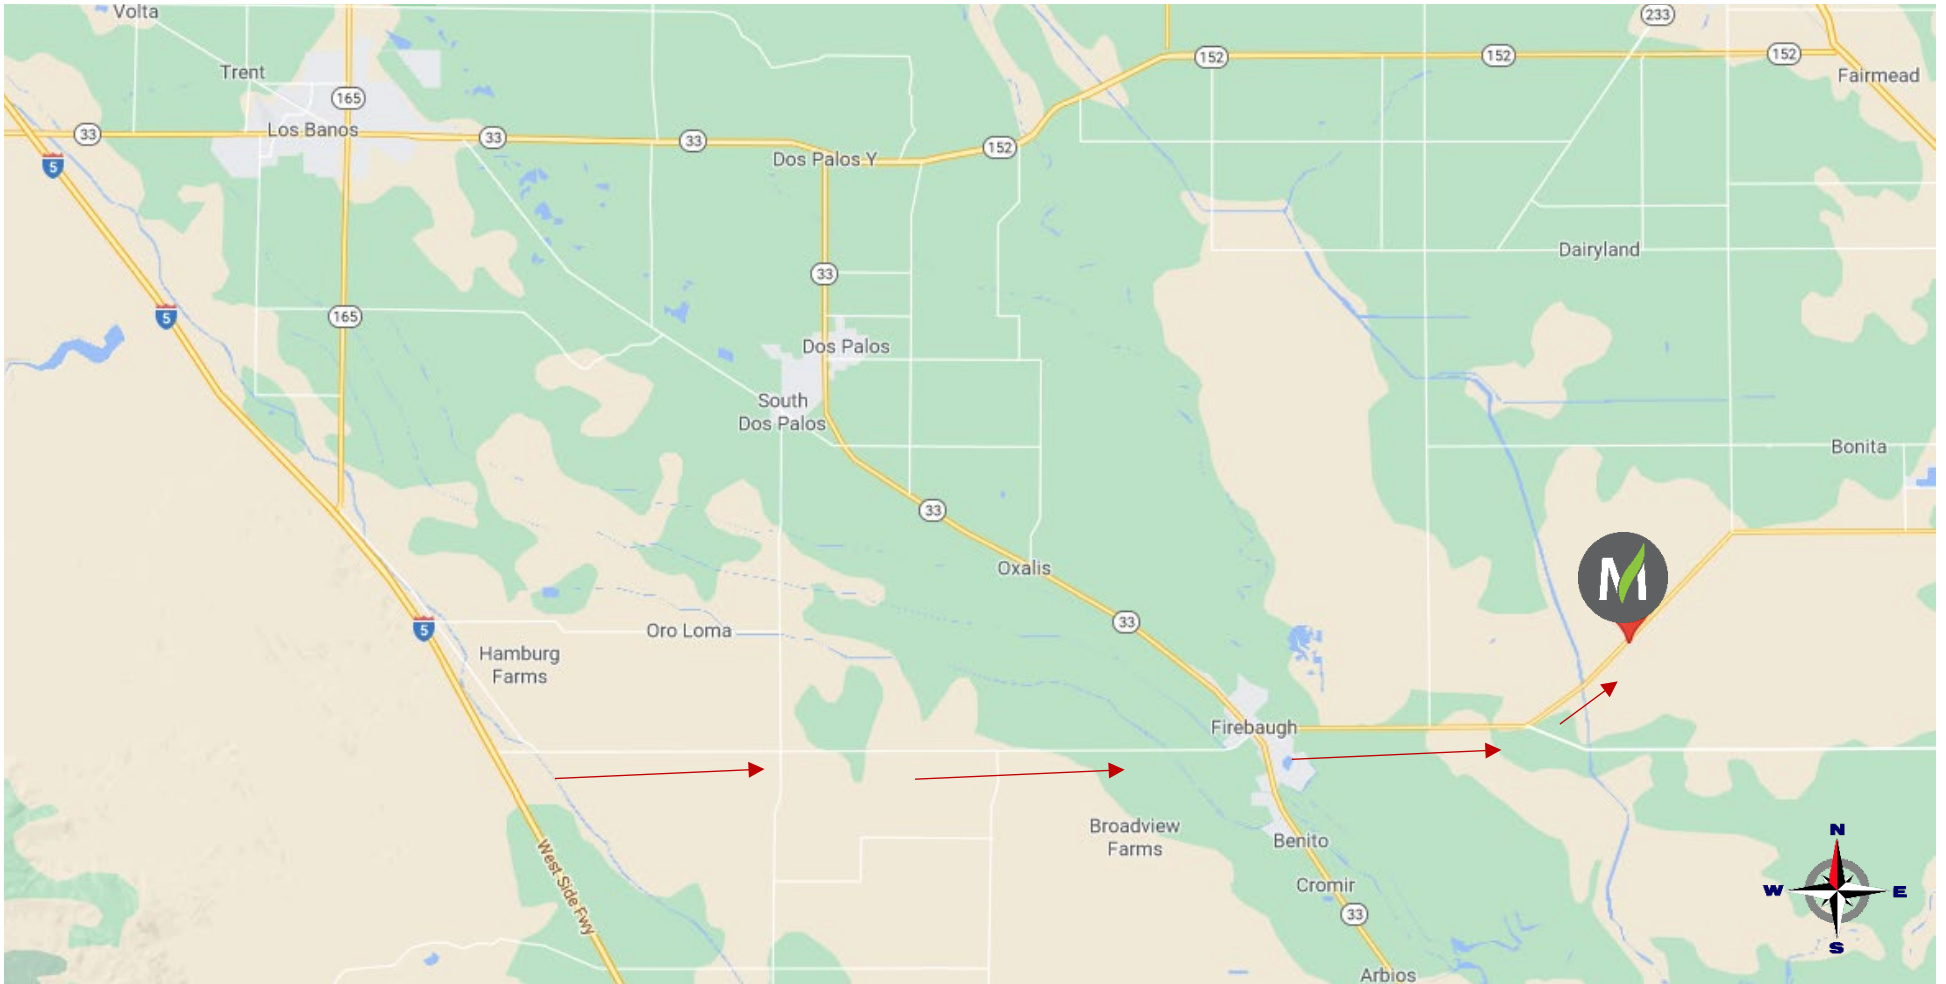 Volta
233
152
152
152
Trent
Fairmead
165
Los Banos
33
33
33
152
Dos Palos Y
5
Dairyland
33
5
165
Dos Palos
South
Dos Palos
Bonita
33
Oxalis
M
33
5
Oro Loma
Hamburg
Farms
Firebaugh
Broadview
Farms
Benito
N
West Side Fwy
Cromir
W
E
33
S
Arbios